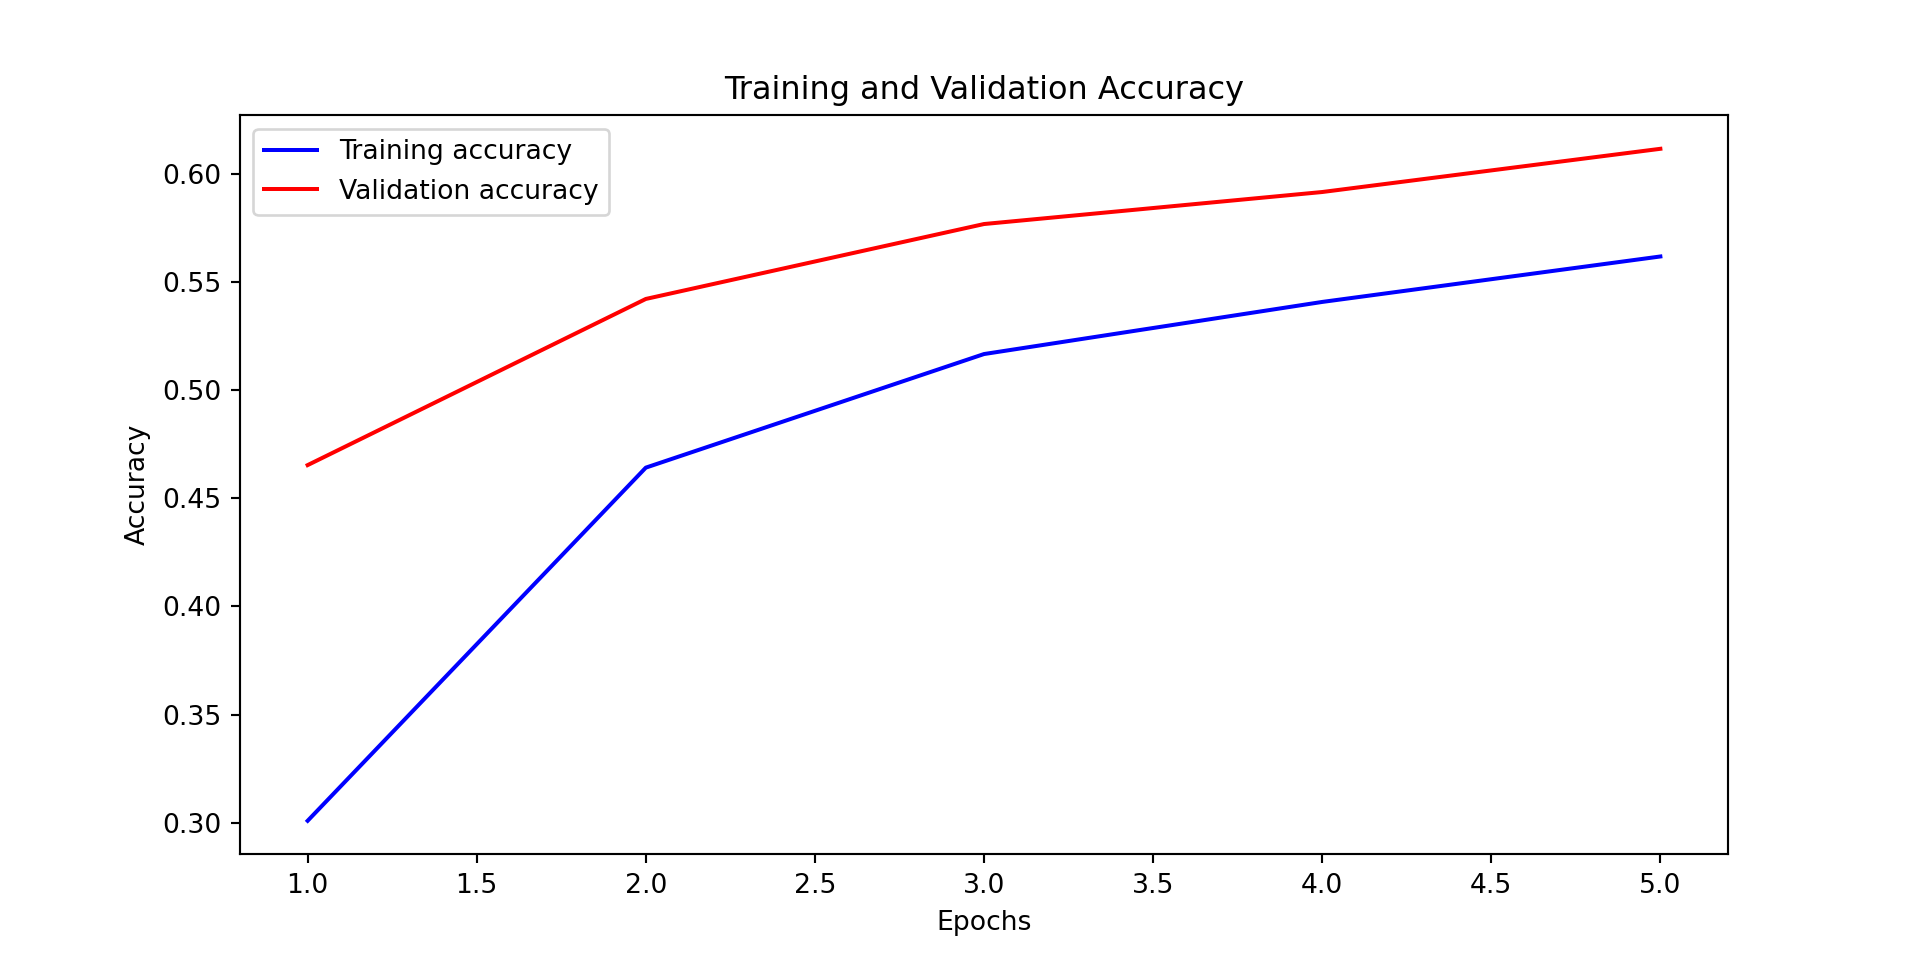 Training and Validation Accuracy
Training accuracy
Validation accuracy
0.60
0.55
0.50
0.45
0.40
0.35
0.30
Accuracy
1.0 1.5 2.0 2.5 3.0 3.5 4.0 4.5 5.0
Epochs